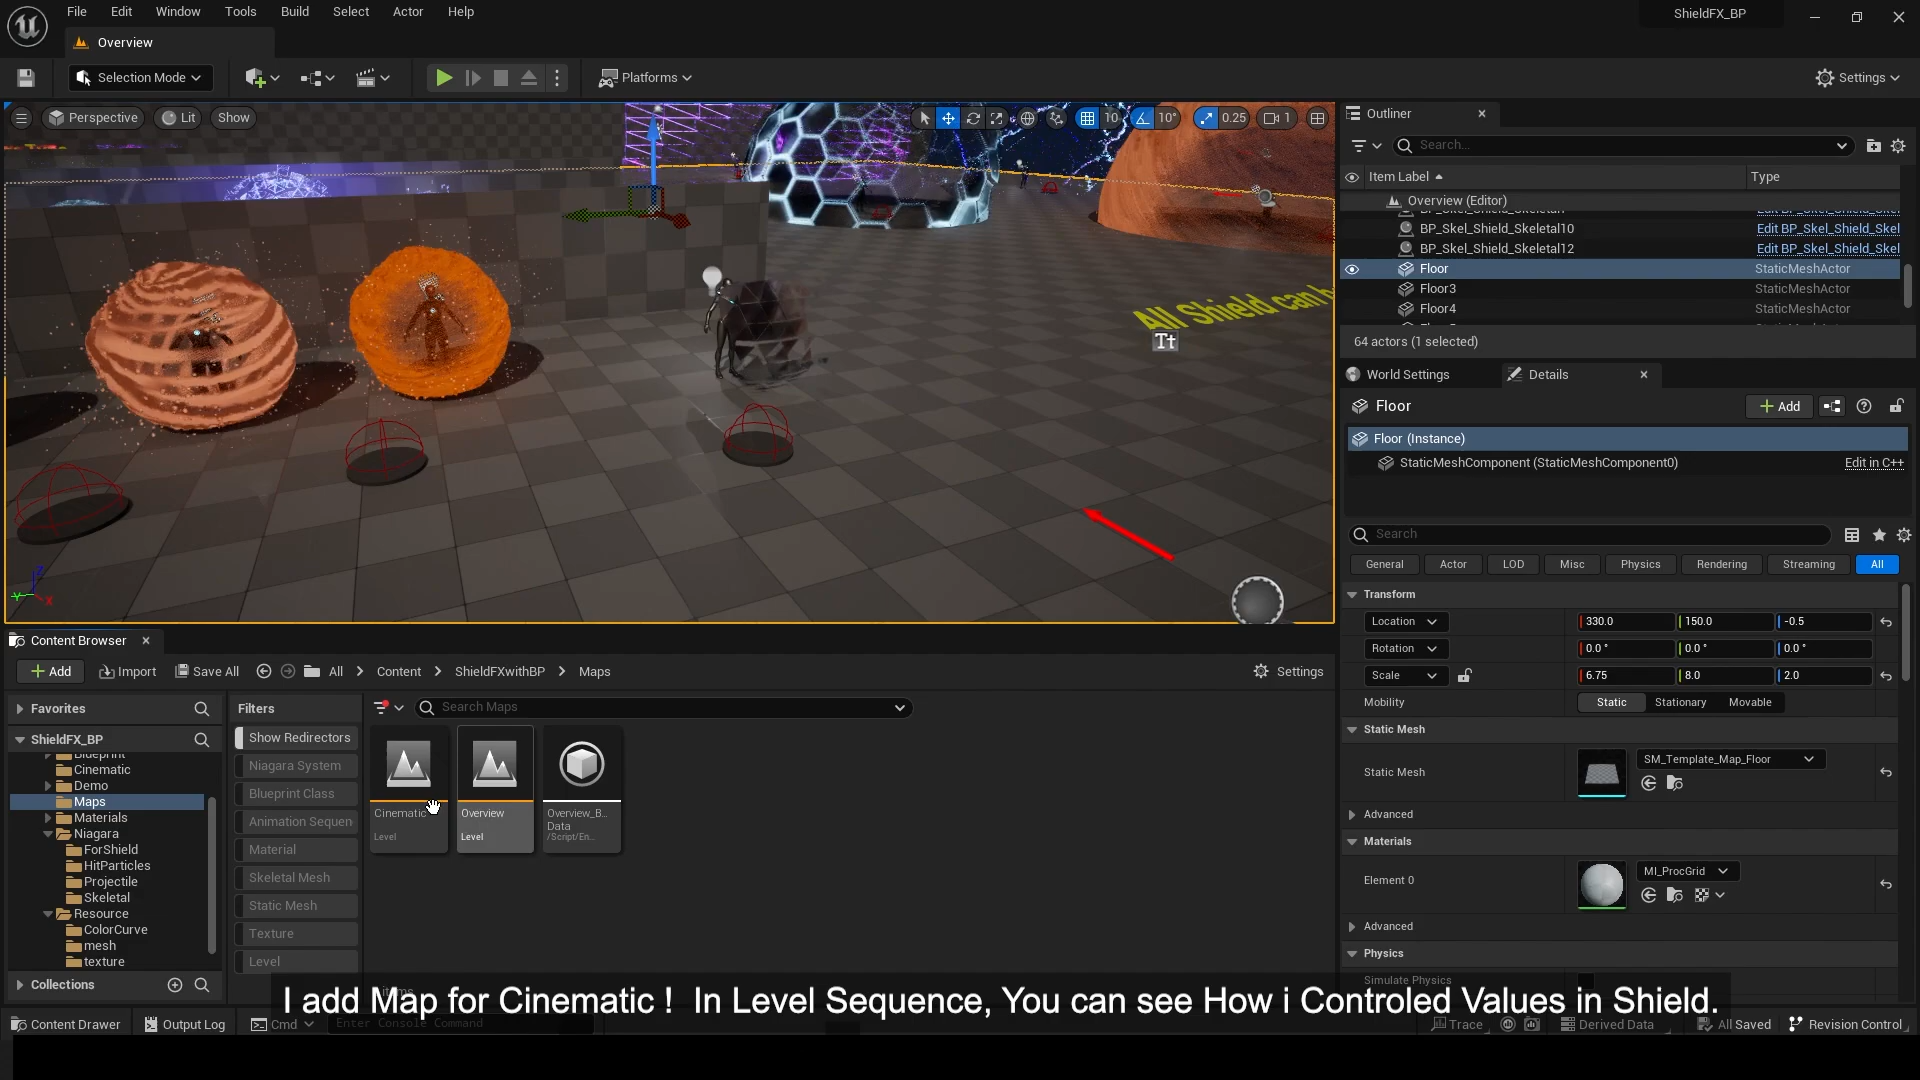 File Edit Window Tools Build Select Actor Help
ShieldFX_BP
Overview
Selection Mode
Platforms
Settings
Perspective
Lit
Show
10
10°
0.25
1
All Shield can b
Tt
Outliner
Search...
Item Label
Type
Overview (Editor)
BP_Skel_Shield_Skeletal10 Edit BP_Skel_Shield_Skel
BP_Skel_Shield_Skeletal12 Edit BP_Skel_Shield_Skel
Floor StaticMeshActor
Floor3 StaticMeshActor
Floor4 StaticMeshActor
64 actors (1 selected)
World Settings
Details
Floor
Add
Floor (Instance)
StaticMeshComponent (StaticMeshComponent0) Edit in C++
Search
General Actor LOD Misc Physics Rendering Streaming All
Transform
Location 330.0 150.0 -0.5
Rotation 0.0 ° 0.0 ° 0.0 °
Scale 6.75 8.0 2.0
Mobility Static Stationary Movable
Static Mesh
Static Mesh SM_Template_Map_Floor
Advanced
Materials
Element 0 MI_ProcGrid
Advanced
Physics
Simulate Physics
Content Browser
Add Import Save All All Content ShieldFXwithBP Maps Settings
Favorites
ShieldFX_BP
Blueprint
Cinematic
Demo
Maps
Materials
Niagara
ForShield
HitParticles
Projectile
Skeletal
Resource
ColorCurve
mesh
texture
Collections
Filters
Show Redirectors
Niagara System
Blueprint Class
Animation Sequen
Material
Skeletal Mesh
Static Mesh
Texture
Level
Search Maps
Cinematic
Level
Overview
Level
Overview_B...
Data
/Script/En...
I add Map for Cinematic ! In Level Sequence, You can see How i Controled Values in Shield.
Content Drawer Output Log Cmd Enter Console Command Trace Derived Data All Saved Revision Control